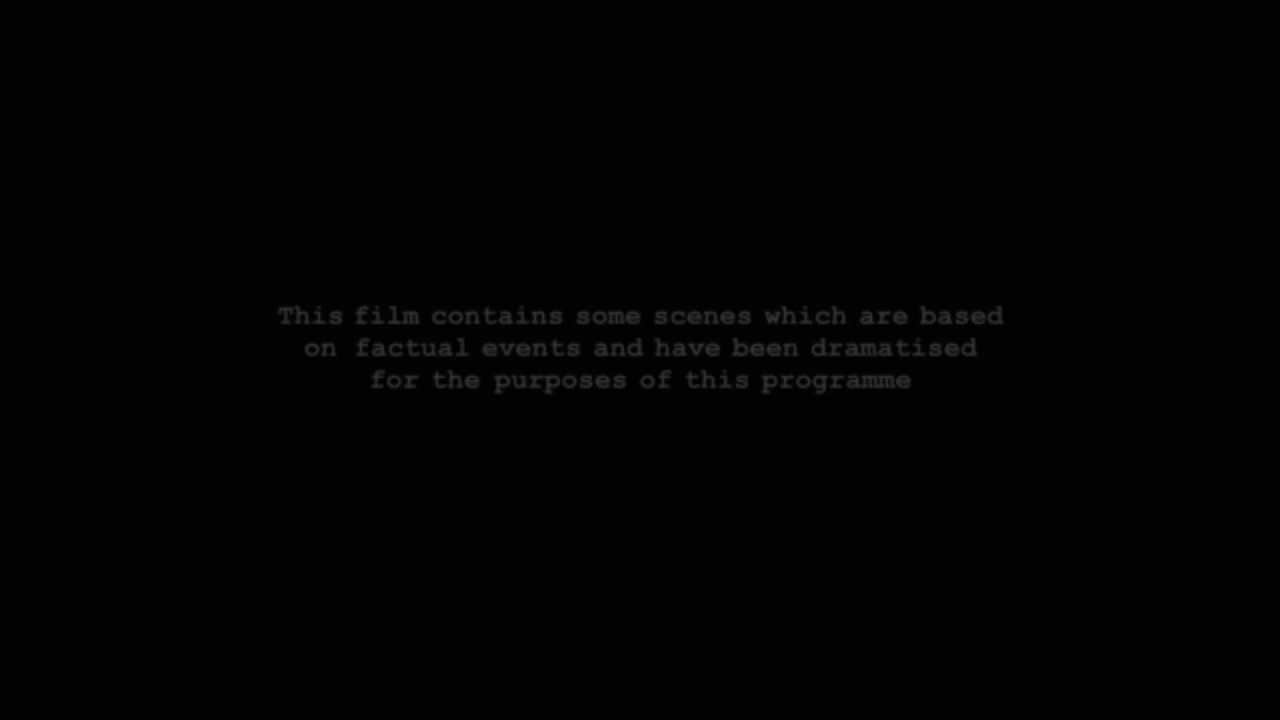 This film contains some scenes which are based
on factual events and have been dramatised
for the purposes of this programme